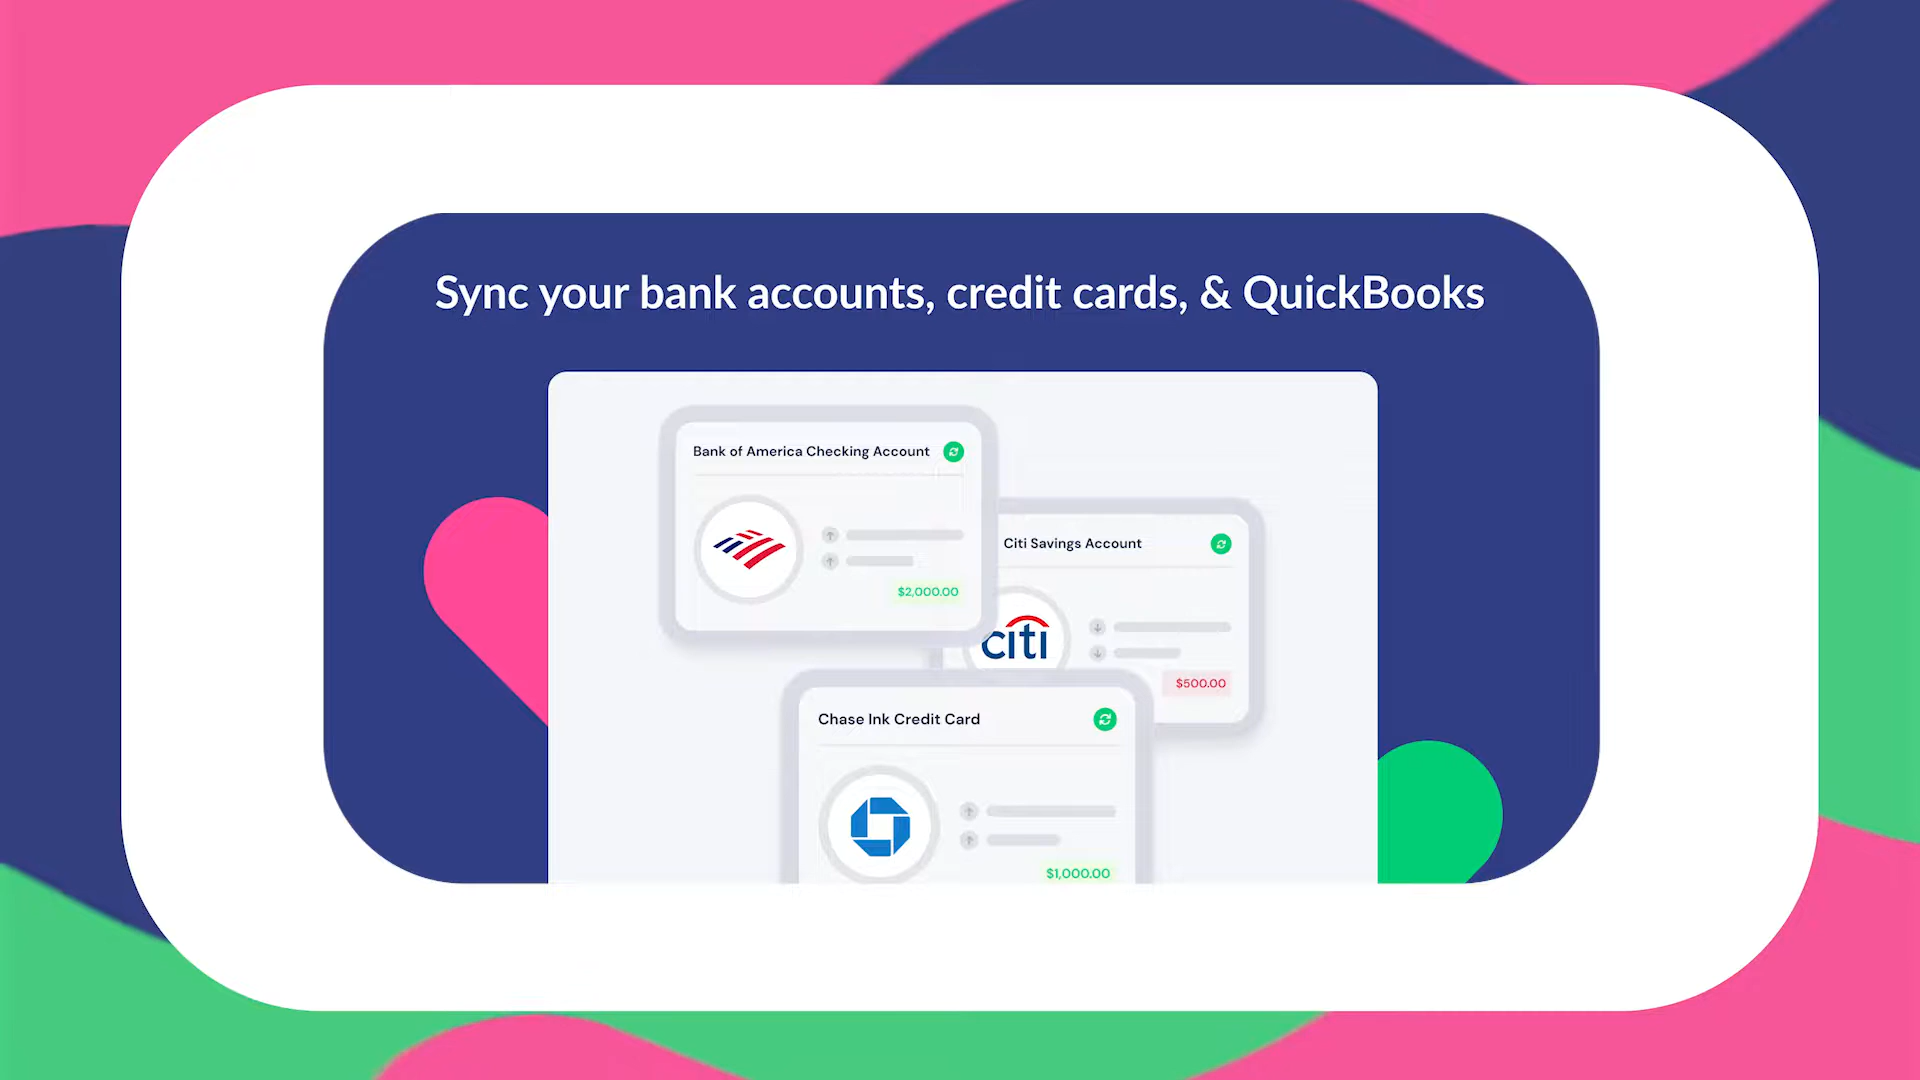 Sync your bank accounts, credit cards, & QuickBooks
Bank of America Checking Account
$2,000.00
Citi Savings Account
citi
$500.00
Chase Ink Credit Card
$1,000.00